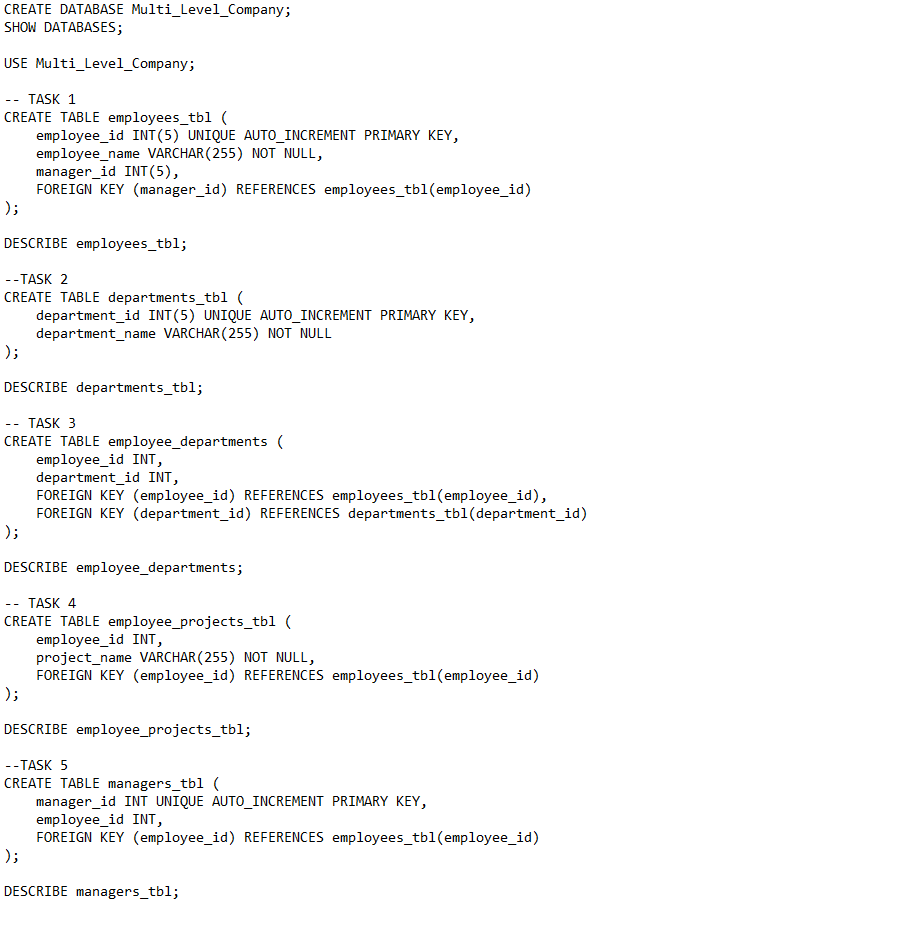 CREATE DATABASE Multi_Level_Company;
SHOW DATABASES;

USE Multi_Level_Company;

-- TASK 1
CREATE TABLE employees_tbl (
    employee_id INT(5) UNIQUE AUTO_INCREMENT PRIMARY KEY,
    employee_name VARCHAR(255) NOT NULL,
    manager_id INT(5),
    FOREIGN KEY (manager_id) REFERENCES employees_tbl(employee_id)
);

DESCRIBE employees_tbl;

--TASK 2
CREATE TABLE departments_tbl (
    department_id INT(5) UNIQUE AUTO_INCREMENT PRIMARY KEY,
    department_name VARCHAR(255) NOT NULL
);

DESCRIBE departments_tbl;

-- TASK 3
CREATE TABLE employee_departments (
    employee_id INT,
    department_id INT,
    FOREIGN KEY (employee_id) REFERENCES employees_tbl(employee_id),
    FOREIGN KEY (department_id) REFERENCES departments_tbl(department_id)
);

DESCRIBE employee_departments;

-- TASK 4
CREATE TABLE employee_projects_tbl (
    employee_id INT,
    project_name VARCHAR(255) NOT NULL,
    FOREIGN KEY (employee_id) REFERENCES employees_tbl(employee_id)
);

DESCRIBE employee_projects_tbl;

--TASK 5
CREATE TABLE managers_tbl (
    manager_id INT UNIQUE AUTO_INCREMENT PRIMARY KEY,
    employee_id INT,
    FOREIGN KEY (employee_id) REFERENCES employees_tbl(employee_id)
);

DESCRIBE managers_tbl;